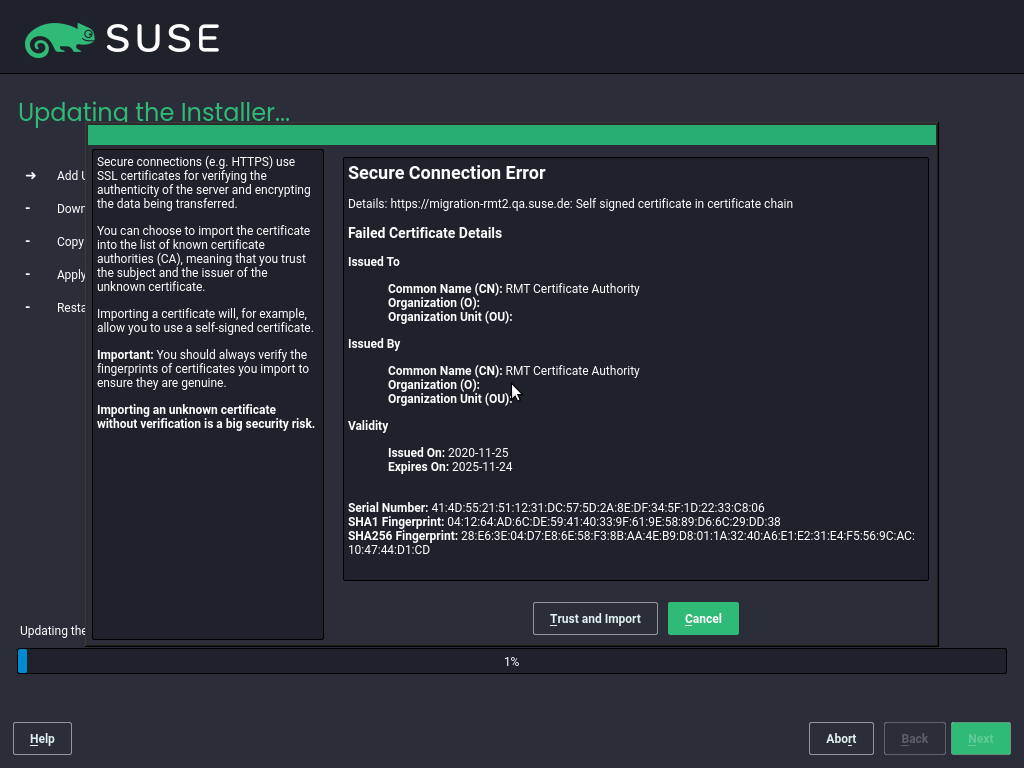 SUSE
Updating the Installer...
Add U
Down
Copy
Apply
Resta
Secure connections (e.g. HTTPS) use
SSL certificates for verifying the
authenticity of the server and encrypting
the data being transferred.
You can choose to import the certificate
into the list of known certificate
authorities (CA), meaning that you trust
the subject and the issuer of the
unknown certificate.
Importing a certificate will, for example,
allow you to use a self-signed certificate.
Important: You should always verify the
fingerprints of certificates you import to
ensure they are genuine.
Importing an unknown certificate
without verification is a big security risk.
Secure Connection Error
Details: https://migration-rmt2.qa.suse.de: Self signed certificate in certificate chain
Failed Certificate Details
Issued To
Common Name (CN): RMT Certificate Authority
Organization (O):
Organization Unit (OU):
Issued By
Common Name (CN): RMT Certificate Authority
Organization (O):
Organization Unit (OU):
Validity
Issued On: 2020-11-25
Expires On: 2025-11-24
Serial Number: 41:4D:55:21:51:12:31:DC:57:5D:2A:8E:DF:34:5F:1D:22:33:C8:06
SHA1 Fingerprint: 04:12:64:AD:6C:DE:59:41:40:33:9F:61:9E:58:89:D6:6C:29:DD:38
SHA256 Fingerprint: 28:E6:3E:04:D7:E8:6E:58:F3:8B:AA:4E:B9:D8:01:1A:32:40:A6:E1:E2:31:E4:F5:56:9C:AC:
10:47:44:D1:CD
Trust and Import
Cancel
Updating the
1%
Help
Abort
Back
Next